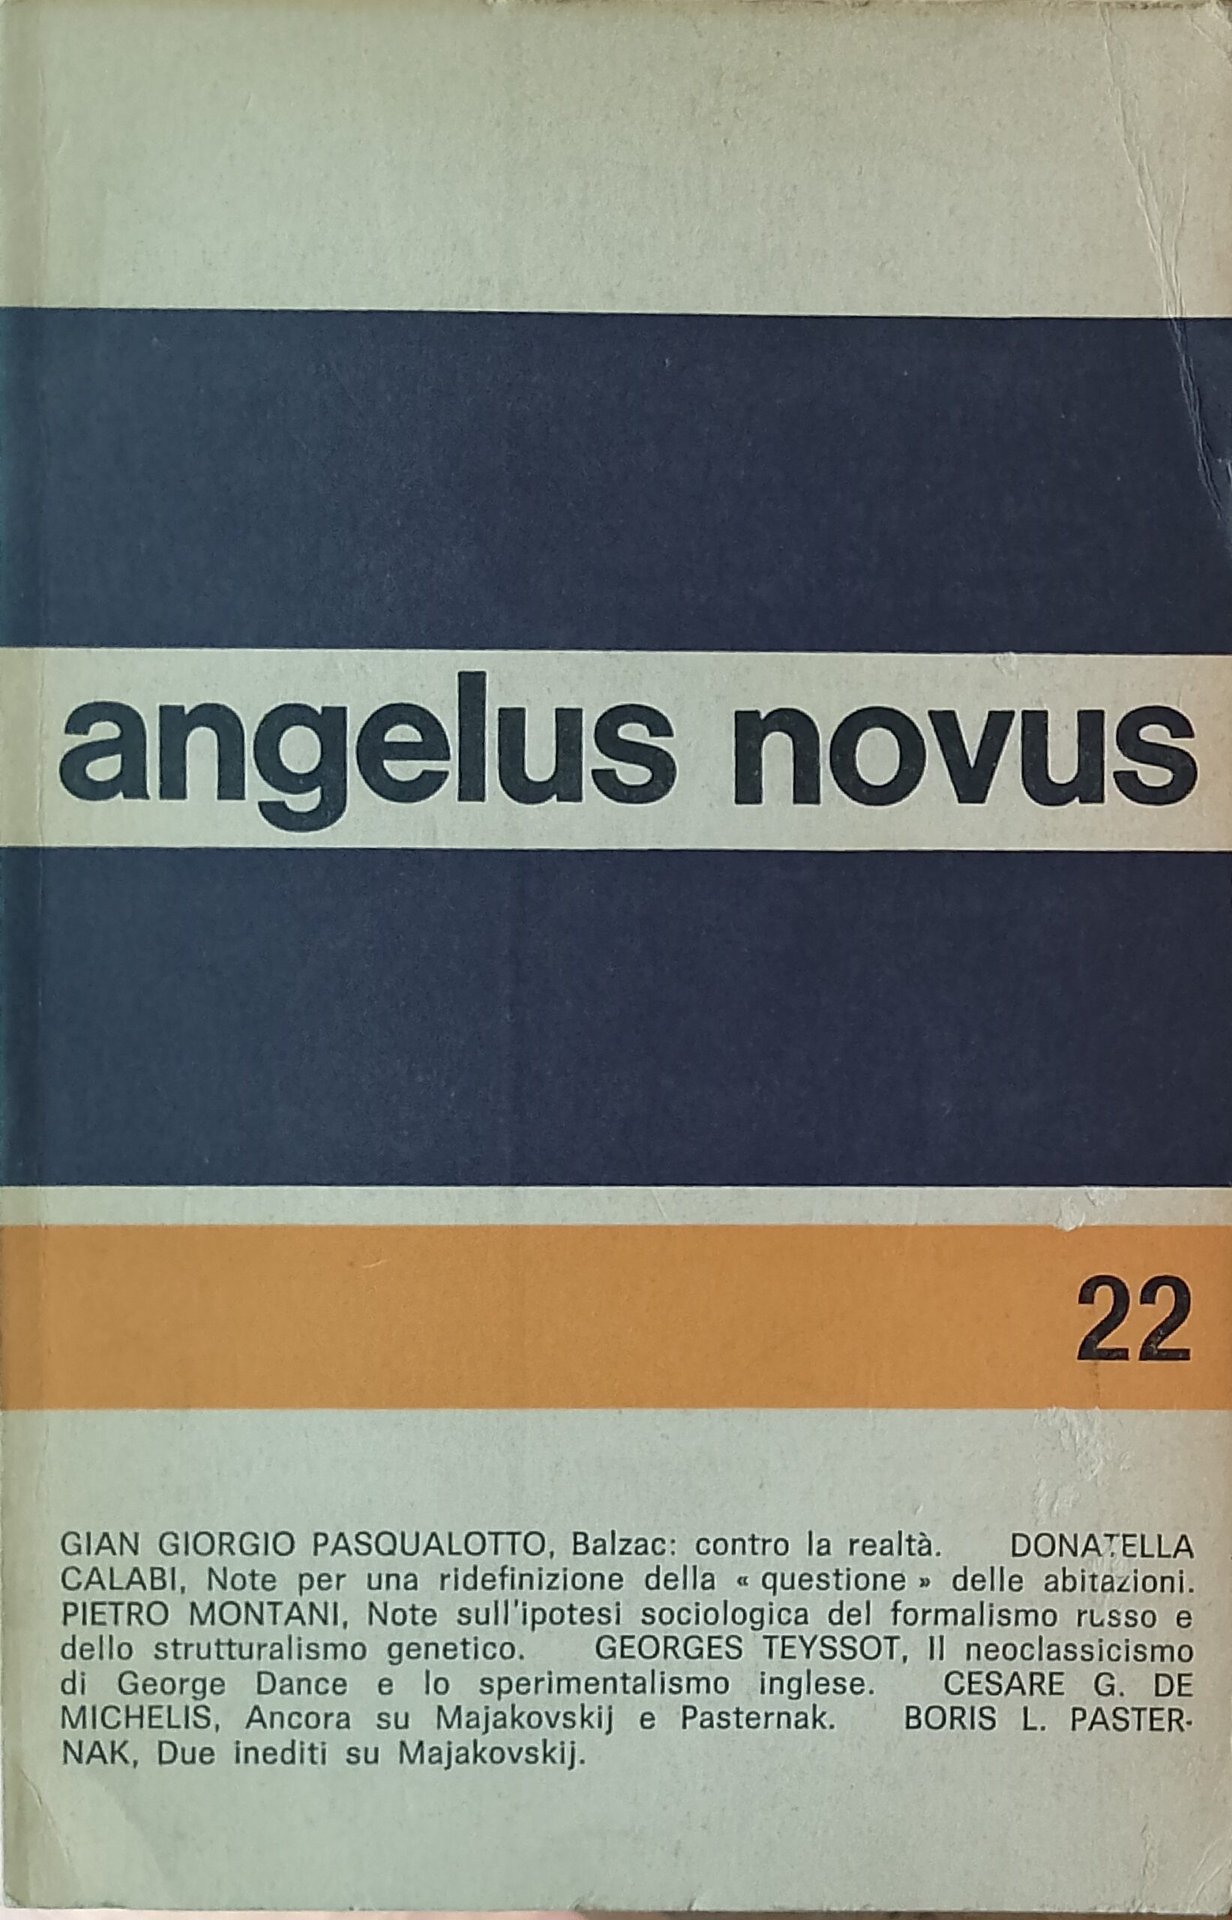 angelus novus
22
GIAN GIORGIO PASQUALOTTO, Balzac: contro la realtà. DONATELLA
CALABI, Note per una ridefinizione della « questione » delle abitazioni.
PIETRO MONTANI, Note sull'ipotesi sociologica del formalismo russo e
dello strutturalismo genetico. GEORGES TEYSSOT, Il neoclassicismo
di George Dance e lo sperimentalismo inglese. CESARE G. DE
MICHELIS, Ancora su Majakovskij e Pasternak. BORIS L. PASTER-
NAK, Due inediti su Majakovskij.